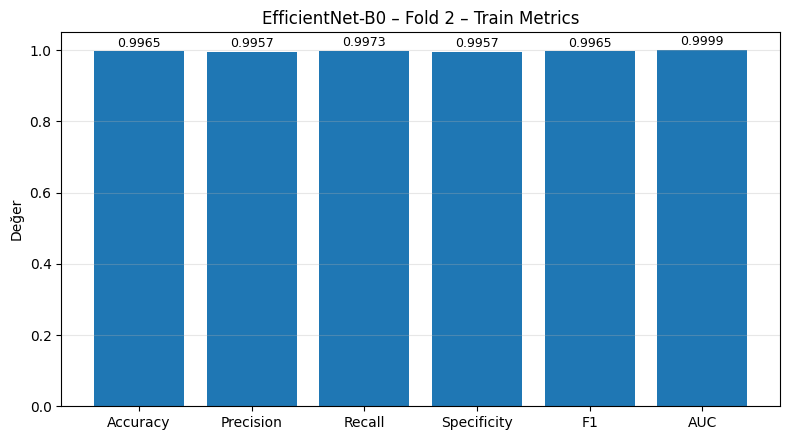 EfficientNet-B0 – Fold 2 – Train Metrics
0.9965 0.9957 0.9973 0.9957 0.9965 0.9999
Değer
1.0
0.8
0.6
0.4
0.2
0.0
Accuracy Precision Recall Specificity F1 AUC